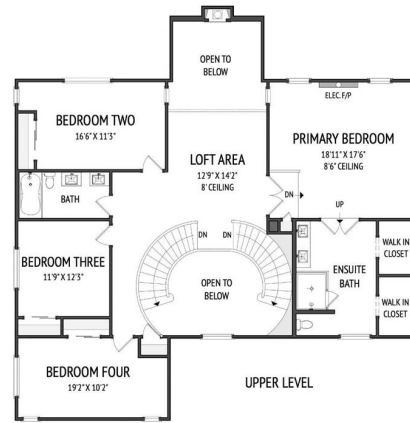 OPEN TO
BELOW
ELEC. F/P
BEDROOM TWO
16'6" X 11'3"
PRIMARY BEDROOM
18'11" X 17'6"
8'6" CEILING
LOFT AREA
12'9" X 14'2"
8' CEILING
BATH
DN
UP
DN
DN
BEDROOM THREE
11'9" X 12'3"
OPEN TO
BELOW
ENSUITE
BATH
WALK IN
CLOSET
WALK IN
CLOSET
BEDROOM FOUR
19'2" X 10'2"
UPPER LEVEL